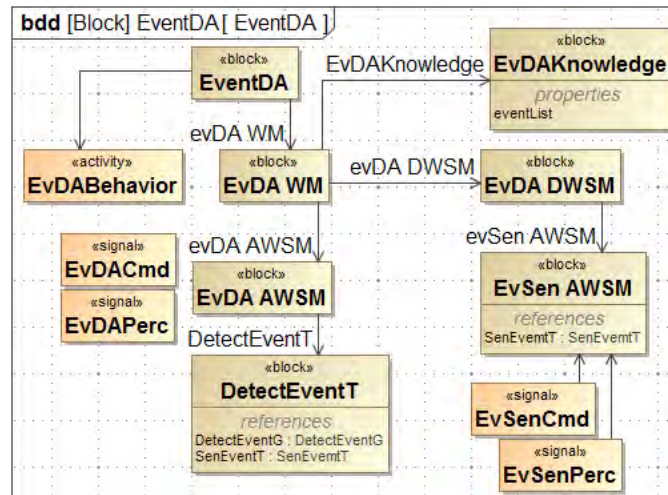 bdd [Block] EventDA[ EventDA ]
«block»
EventDA
EvDAKnowledge
«block»
EvDAKnowledge
properties
eventList
evDA WM
«activity»
EvDABehavior
«block»
EvDA WM
evDA DWSM
«block»
EvDA DWSM
«signal»
EvDACmd
«signal»
EvDAPerc
evDA AWSM
«block»
EvDA AWSM
evSen AWSM
«block»
EvSen AWSM
references
SenEvemtT : SenEvemtT
DetectEventT
«block»
DetectEventT
references
DetectEventG : DetectEventG
SenEventT : SenEvemtT
«signal»
EvSenCmd
«signal»
EvSenPerc